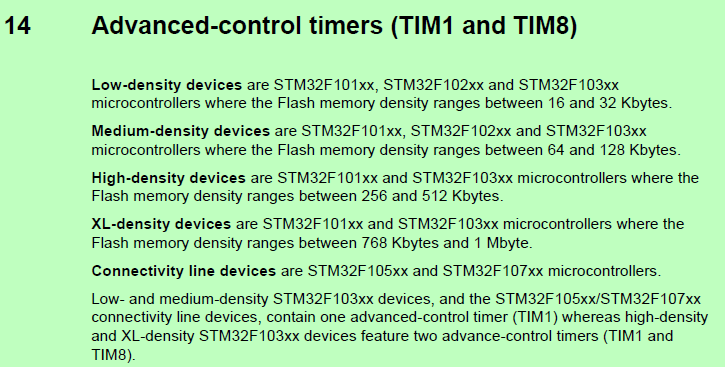 14 Advanced-control timers (TIM1 and TIM8)
Low-density devices are STM32F101xx, STM32F102xx and STM32F103xx
microcontrollers where the Flash memory density ranges between 16 and 32 Kbytes.
Medium-density devices are STM32F101xx, STM32F102xx and STM32F103xx
microcontrollers where the Flash memory density ranges between 64 and 128 Kbytes.
High-density devices are STM32F101xx and STM32F103xx microcontrollers where the
Flash memory density ranges between 256 and 512 Kbytes.
XL-density devices are STM32F101xx and STM32F103xx microcontrollers where the
Flash memory density ranges between 768 Kbytes and 1 Mbyte.
Connectivity line devices are STM32F105xx and STM32F107xx microcontrollers.
Low- and medium-density STM32F103xx devices, and the STM32F105xx/STM32F107xx
connectivity line devices, contain one advanced-control timer (TIM1) whereas high-density
and XL-density STM32F103xx devices feature two advance-control timers (TIM1 and
TIM8).